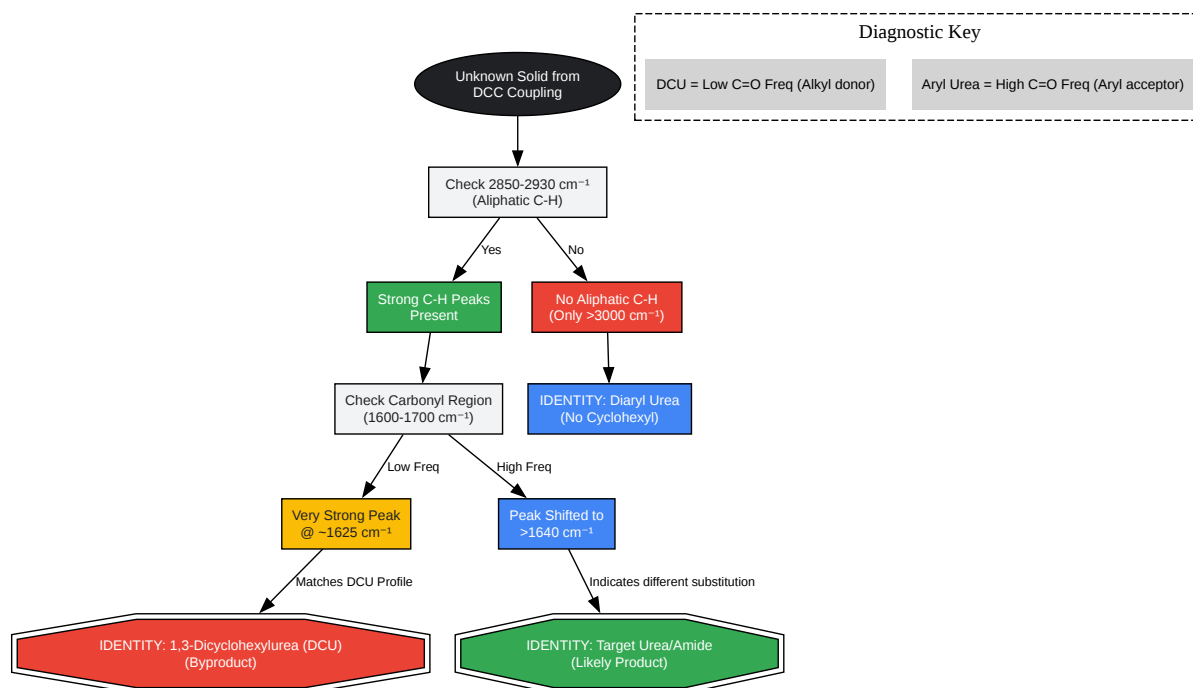 Diagnostic Key
DCU = Low C=O Freq (Alkyl donor)
Aryl Urea = High C=O Freq (Aryl acceptor)
Unknown Solid from
DCC Coupling
Check 2850-2930 cm⁻¹
(Aliphatic C-H)
Yes
No
Strong C-H Peaks
Present
No Aliphatic C-H
(Only >3000 cm⁻¹)
Check Carbonyl Region
(1600-1700 cm⁻¹)
IDENTITY: Diaryl Urea
(No Cyclohexyl)
Low Freq
High Freq
Very Strong Peak
@ ~1625 cm⁻¹
Peak Shifted to
>1640 cm⁻¹
Matches DCU Profile
Indicates different substitution
IDENTITY: 1,3-Dicyclohexylurea (DCU)
(Byproduct)
IDENTITY: Target Urea/Amide
(Likely Product)